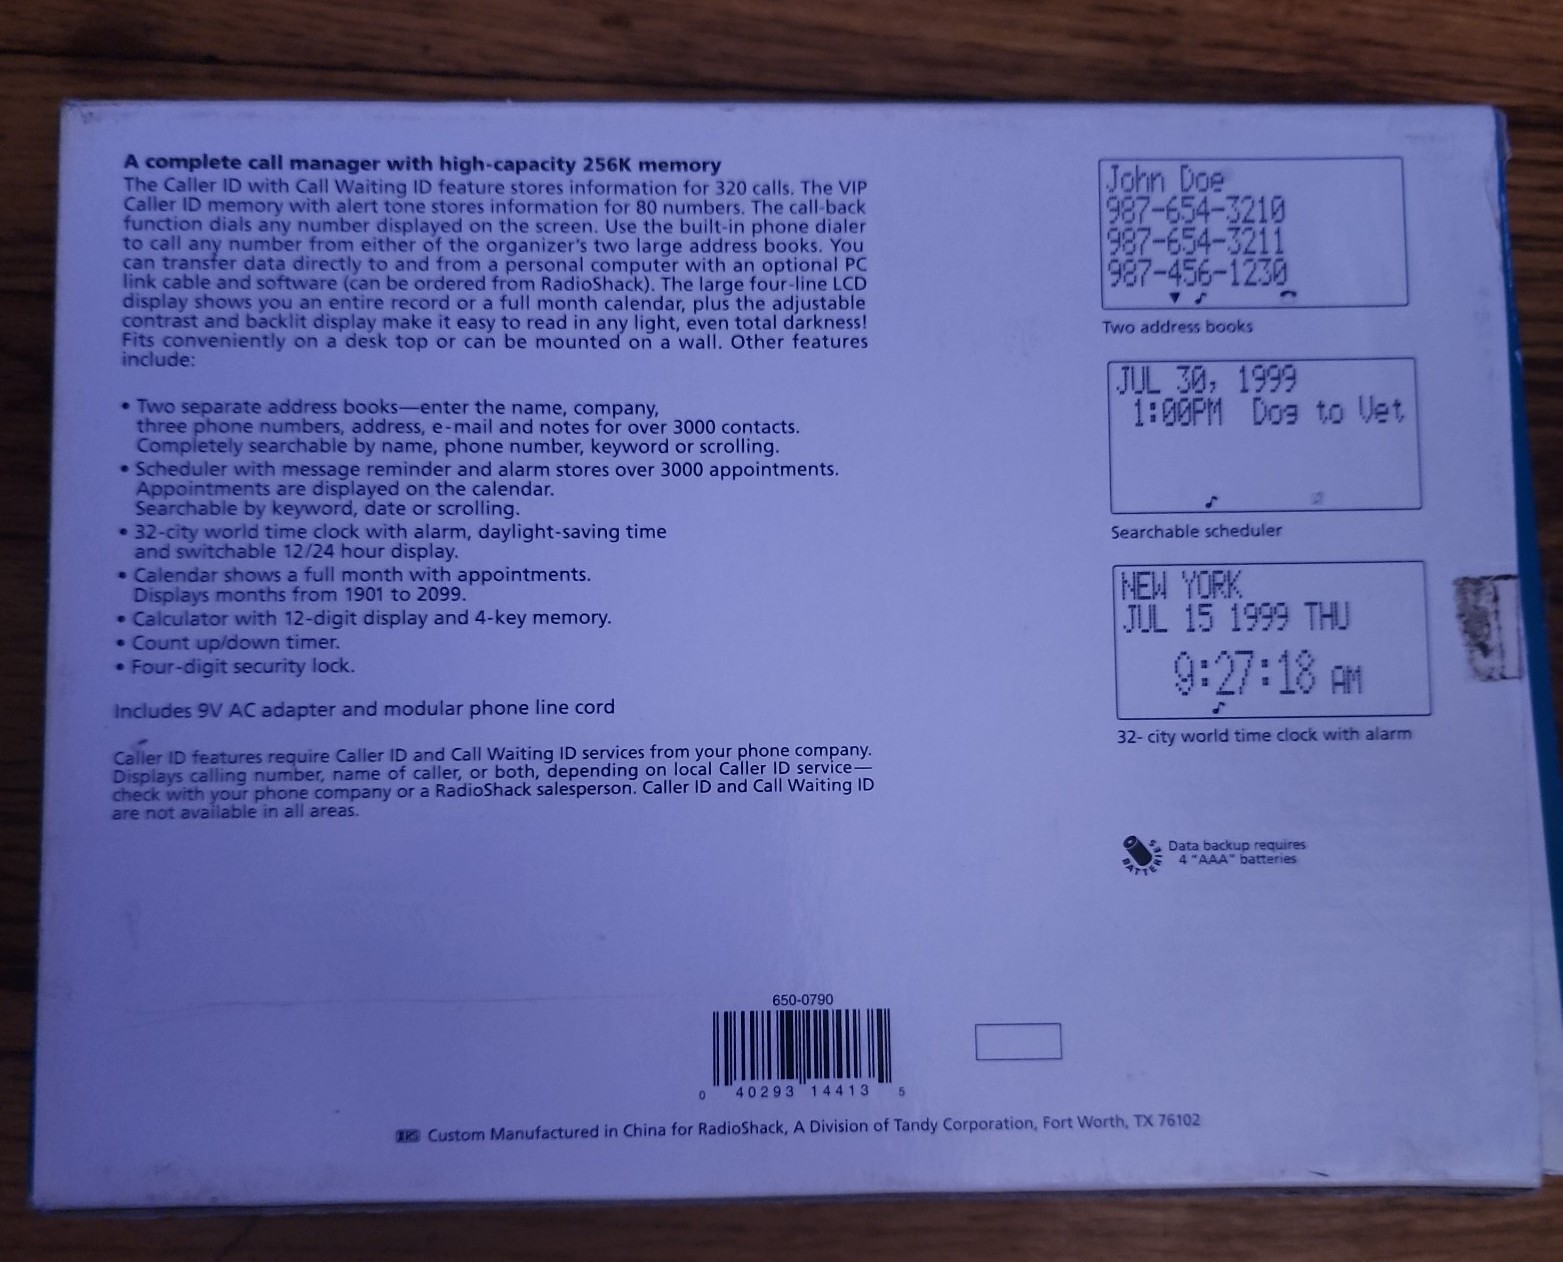 A complete call manager with high-capacity 256K memory
The Caller ID with Call Waiting ID feature stores information for 320 calls. The VIP
Caller ID memory with alert tone stores information for 80 numbers. The call-back
function dials any number displayed on the screen. Use the built-in phone dialer
to call any number from either of the organizer's two large address books. You
can transfer data directly to and from a personal computer with an optional PC
link cable and software (can be ordered from RadioShack). The large four-line LCD
display shows you an entire record or a full month calendar, plus the adjustable
contrast and backlit display make it easy to read in any light, even total darkness!
Fits conveniently on a desk top or can be mounted on a wall. Other features
include:
• Two separate address books—enter the name, company,
three phone numbers, address, e-mail and notes for over 3000 contacts.
Completely searchable by name, phone number, keyword or scrolling.
• Scheduler with message reminder and alarm stores over 3000 appointments.
Appointments are displayed on the calendar.
Searchable by keyword, date or scrolling.
• 32-city world time clock with alarm, daylight-saving time
and switchable 12/24 hour display.
• Calendar shows a full month with appointments.
Displays months from 1901 to 2099.
• Calculator with 12-digit display and 4-key memory.
• Count up/down timer.
• Four-digit security lock.
Includes 9V AC adapter and modular phone line cord
Caller ID features require Caller ID and Call Waiting ID services from your phone company.
Displays calling number, name of caller, or both, depending on local Caller ID service—
check with your phone company or a RadioShack salesperson. Caller ID and Call Waiting ID
are not available in all areas.
John Doe
987-654-3210
987-654-3211
987-456-1230
Two address books
JUL 30, 1999
1:00PM Dog to Vet
Searchable scheduler
NEW YORK
JUL 15 1999 THU
9:27:18 AM
32- city world time clock with alarm
BATTERIES
Data backup requires
4 "AAA" batteries
650-0790
0 40293 14413 5
Custom Manufactured in China for RadioShack, A Division of Tandy Corporation, Fort Worth, TX 76102